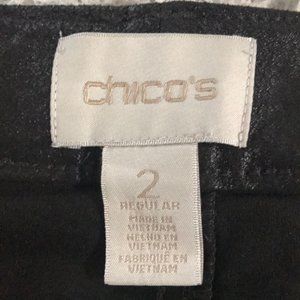 chico's
2
REGULAR
MADE IN
VIETNAM
HECHO EN
VIETNAM
FABRIQUÉ EN
VIETNAM